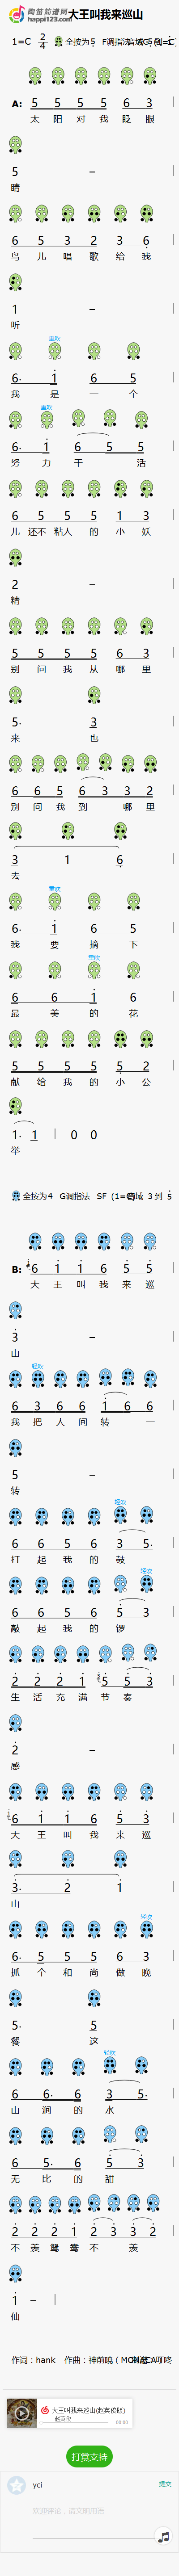 陶笛简谱网 大王叫我来巡山
happi123.com
1=C 2/4 全按为5 F调指法
A: 5 5 5 5 6 3
太 阳 对 我 眨 眼
5 –
睛
6 5 3 2 3 6
鸟 儿 唱 歌 给 我
1 –
听
重吹
6· 1 6 5
我 是 一 个
重吹
6· 1 6 5 5
努 力 干 活
6 5 5 5 1 3
儿 还不 粘人 的 小 妖
2 –
精
5 5 5 5 6 3
别 问 我 从 哪 里
5· 3
来 也
6 6 5 6 3 3 2
别 问 我 到 哪 里
3 1 6
去
重吹
6· 1 6 5
我 要 摘 下
重吹
6 6 1 6
最 美 的 花
5 5 5 5 5 2
献 给 我 的 小 公
1· 1 0 0
举
全按为4 G调指法 SF (1=C) 音域 3 到 5
B: 6 1 1 6 5 5
大 王 叫 我 来 巡
3 –
山
轻吹
6 3 6 6 1 6 6
我 把 人 间 转 一
5 –
转
轻吹
6 6 5 6 3 5·
打 起 我 的 鼓
轻吹
6 6 5 6 5 3
敲 起 我 的 锣
2 2 2 1 5 5 3
生 活 充 满 节 奏
2 –
感
6 1 1 6 5 3
大 王 叫 我 来 巡
3· 2 1
山
轻吹
6· 5 5 5 6 3
抓 个 和 尚 做 晚
5· 5
餐 这
轻吹
6 6· 6 3 5·
山 涧 的 水
6 5· 6 5 3
无 比 的 甜
2 2 2 1 2 3 3 2
不 羡 鸳 鸯 不 羡
1 –
仙
作词：hank 作曲：神前暁
大王叫我来巡山(赵英俊版)
- 赵英俊
00:00
打赏支持
ycl 提交
欢迎评论，请文明用语